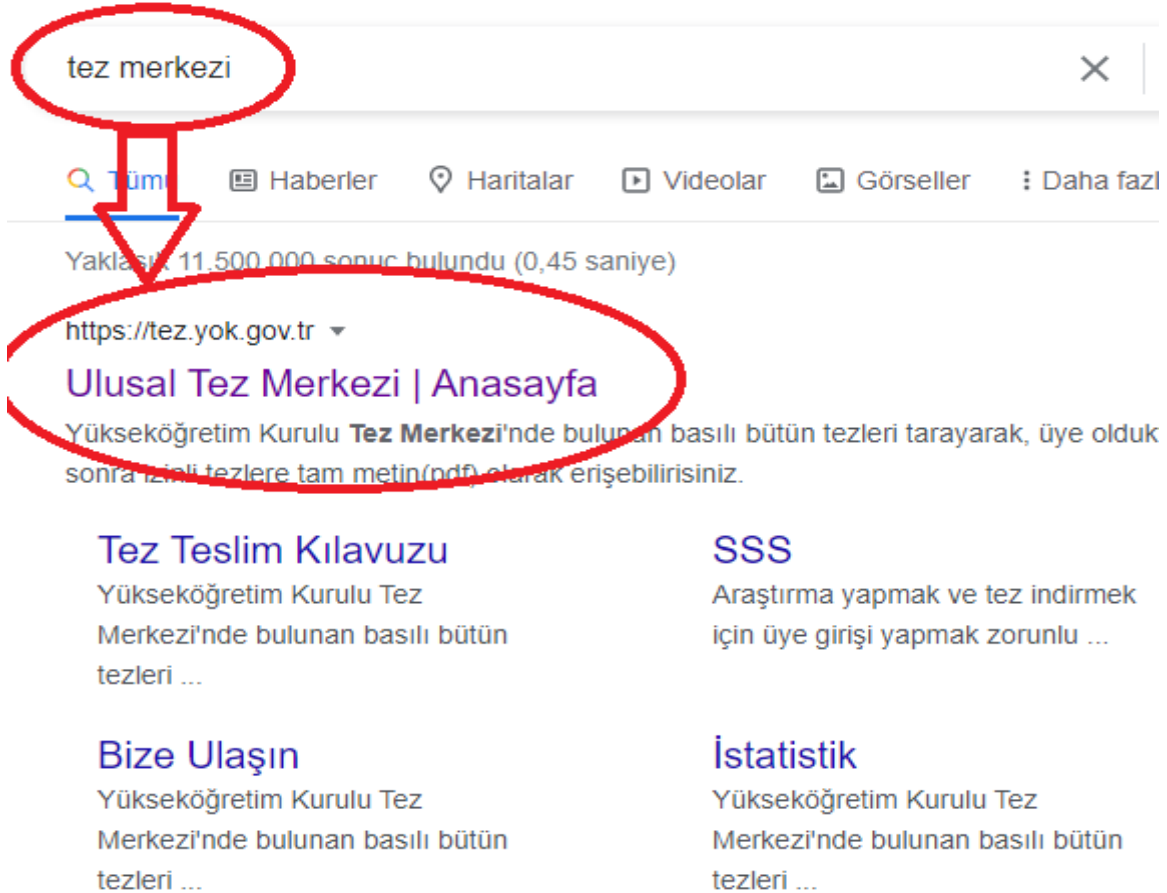 tez merkezi
Tümü Haberler Haritalar Videolar Görseller Daha fazl
Yaklaşık 11.500.000 sonuç bulundu (0,45 saniye)
https://tez.yok.gov.tr
Ulusal Tez Merkezi | Anasayfa
Yükseköğretim Kurulu Tez Merkezi'nde bulunan basılı bütün tezleri tarayarak, üye olduk
sonra izinli tezlere tam metin(pdf) olarak erişebilirisiniz.
Tez Teslim Kılavuzu
Yükseköğretim Kurulu Tez
Merkezi'nde bulunan basılı bütün
tezleri ...
SSS
Araştırma yapmak ve tez indirmek
için üye girişi yapmak zorunlu ...
Bize Ulaşın
Yükseköğretim Kurulu Tez
Merkezi'nde bulunan basılı bütün
tezleri ...
İstatistik
Yükseköğretim Kurulu Tez
Merkezi'nde bulunan basılı bütün
tezleri ...